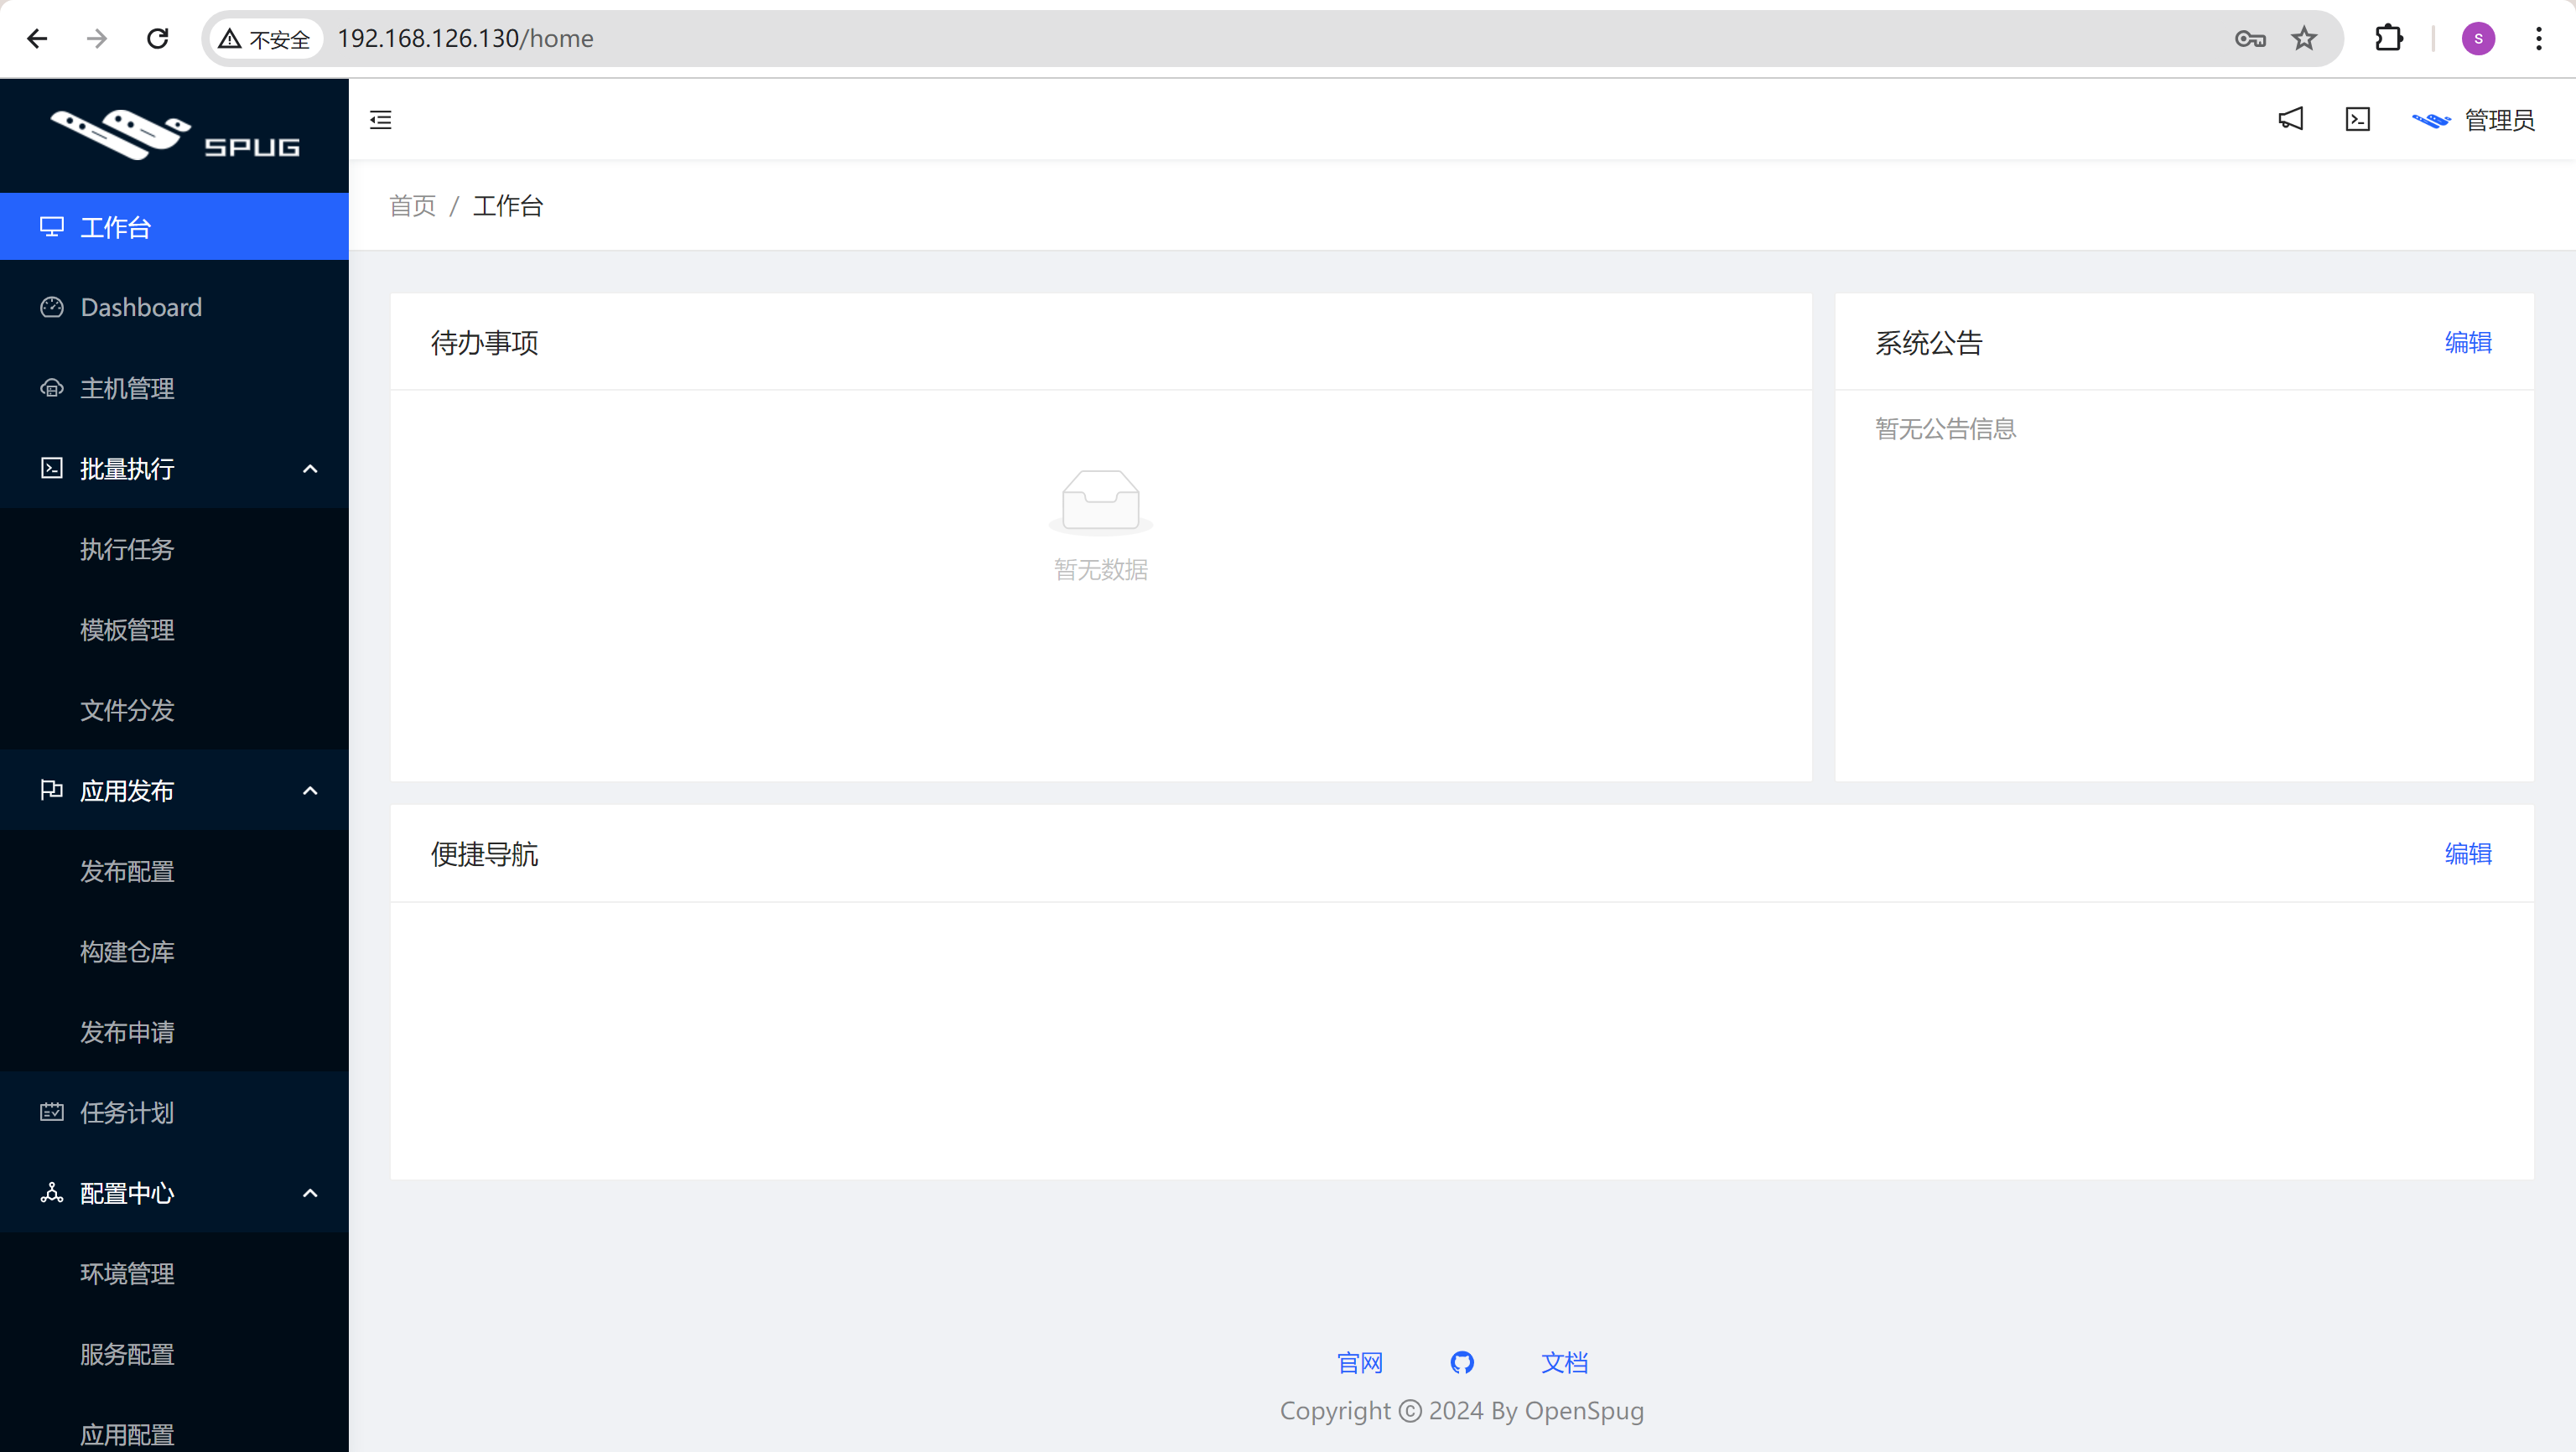 不安全 192.168.126.130/home
S
SPUG
管理员
首页 / 工作台
工作台
Dashboard
主机管理
批量执行
执行任务
模板管理
文件分发
应用发布
发布配置
构建仓库
发布申请
任务计划
配置中心
环境管理
服务配置
应用配置
待办事项
暂无数据
系统公告 编辑
暂无公告信息
便捷导航 编辑
官网 文档
Copyright © 2024 By OpenSpug